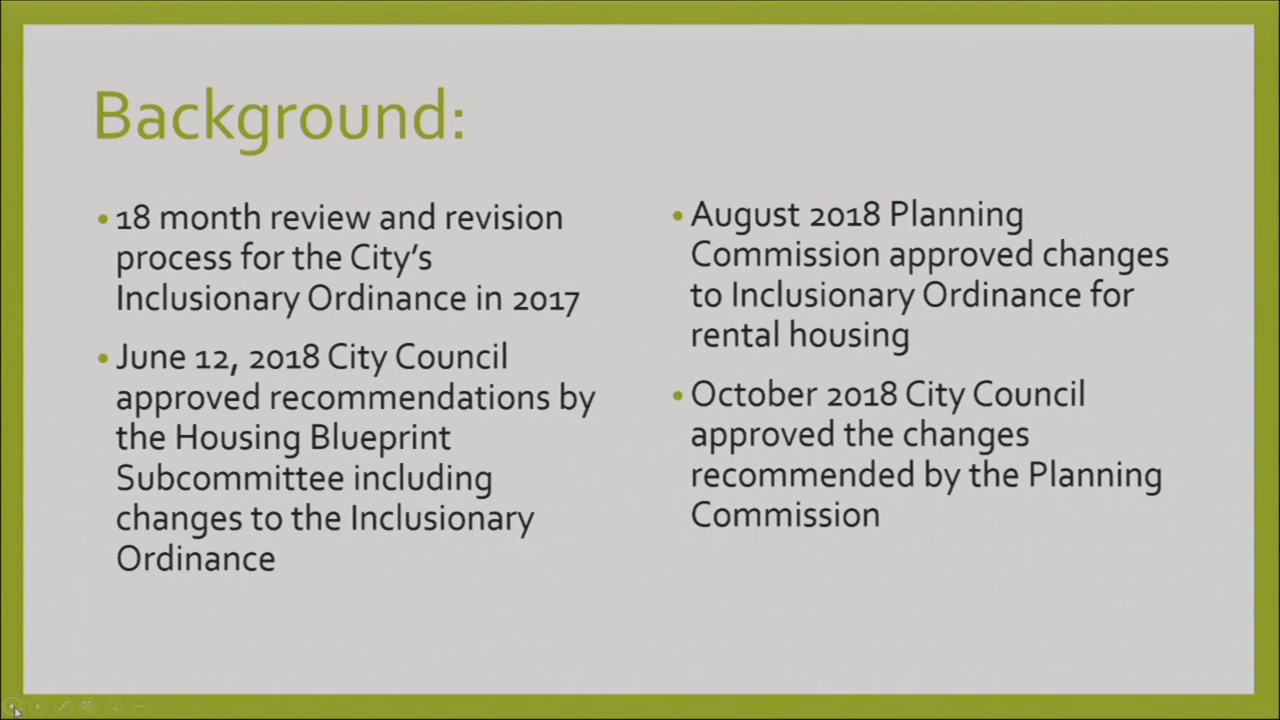 Background:
• 18 month review and revision
process for the City’s
Inclusionary Ordinance in 2017
• June 12, 2018 City Council
approved recommendations by
the Housing Blueprint
Subcommittee including
changes to the Inclusionary
Ordinance
• August 2018 Planning
Commission approved changes
to Inclusionary Ordinance for
rental housing
• October 2018 City Council
approved the changes
recommended by the Planning
Commission